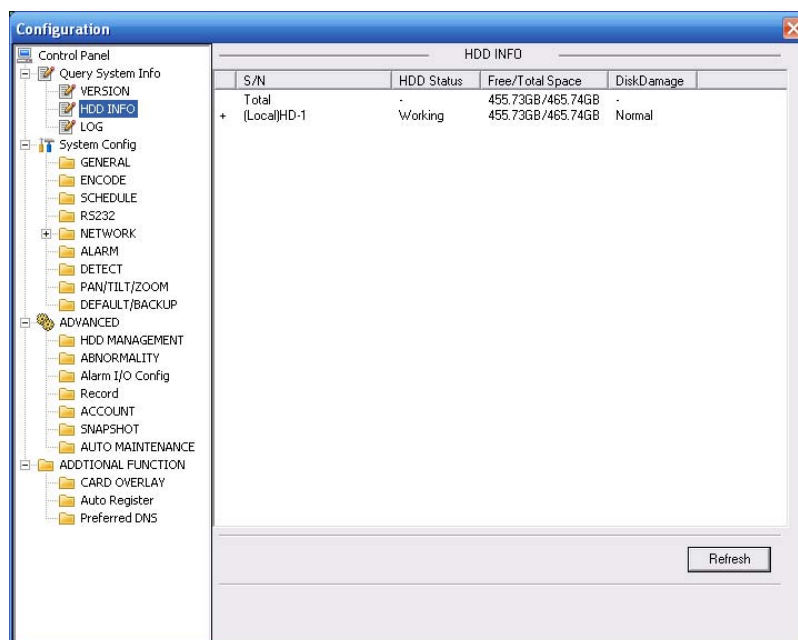 Configuration
Control Panel
Query System Info
VERSION
HDD INFO
LOG
System Config
GENERAL
ENCODE
SCHEDULE
RS232
NETWORK
ALARM
DETECT
PAN/TILT/ZOOM
DEFAULT/BACKUP
ADVANCED
HDD MANAGEMENT
ABNORMALITY
Alarm I/O Config
Record
ACCOUNT
SNAPSHOT
AUTO MAINTENANCE
ADDTIONAL FUNCTION
CARD OVERLAY
Auto Register
Preferred DNS
HDD INFO
S/N HDD Status Free/Total Space DiskDamage
Total - 455.73GB/465.74GB -
+ (Local)HD-1 Working 455.73GB/465.74GB Normal
Refresh